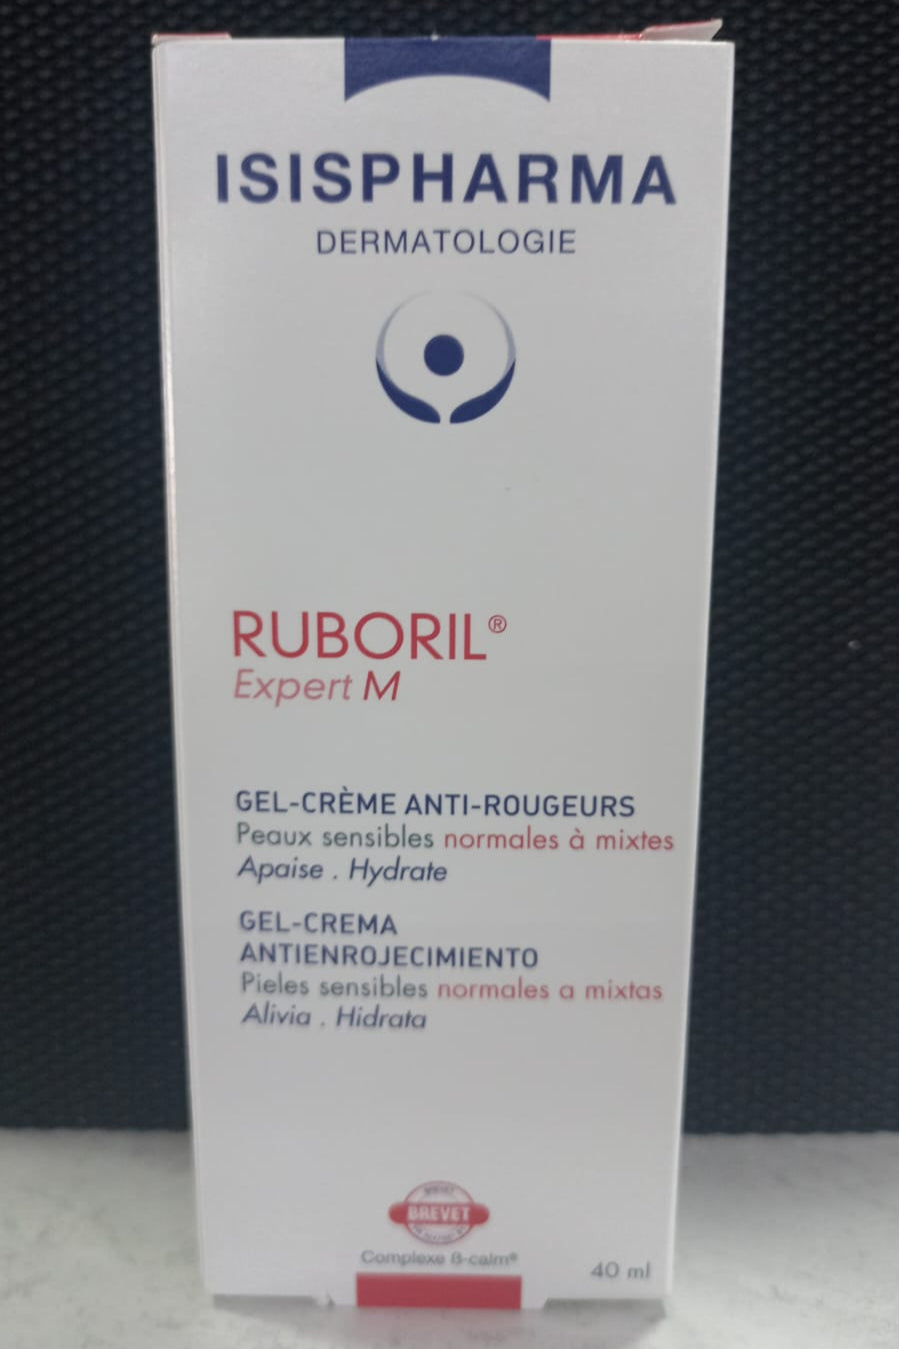 ISISPHARMA
DERMATOLOGIE
RUBORIL®
Expert M
GEL-CRÈME ANTI-ROUGEURS
Peaux sensibles normales à mixtes
Apaise . Hydrate
GEL-CREMA
ANTIENROJECIMIENTO
Pieles sensibles normales a mixtas
Alivia . Hidrata
BREVET
Complexe ß-calm®
40 ml